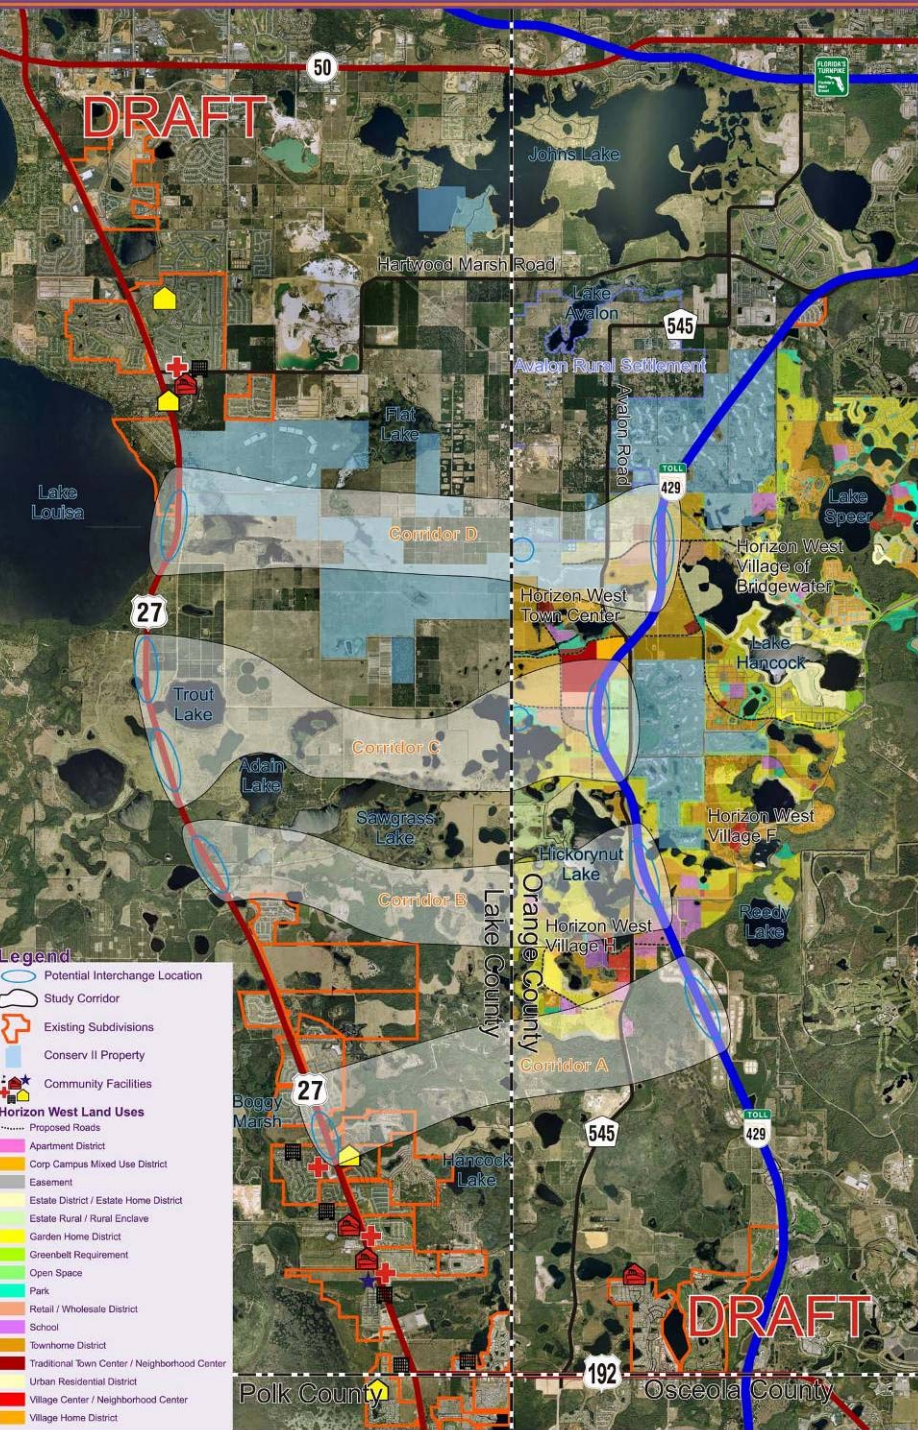 50
FLORIDA'S
TURNPIKE
DRAFT
Johns Lake
Hartwood Marsh Road
Lake
Avalon
545
Avalon Rural Settlement
Avalon Road
Flat
Lake
TOLL
429
Lake
Louisa
Lake
Speer
Corridor D
Horizon West
Village of
Bridgewater
Horizon West
Town Center
27
Lake
Hancock
Trout
Lake
Corridor C
Adain
Lake
Sawgrass
Lake
Horizon West
Village F
Hickorynut
Lake
Corridor B
Lake County
Orange County
Reedy
Lake
Horizon West
Village H
Corridor A
27
Boggy
Marsh
545
TOLL
429
Hancock
Lake
DRAFT
192
Polk County
Osceola County
Legend
Potential Interchange Location
Study Corridor
Existing Subdivisions
Conserv II Property
Community Facilities
Horizon West Land Uses
Proposed Roads
Apartment District
Corp Campus Mixed Use District
Easement
Estate District / Estate Home District
Estate Rural / Rural Enclave
Garden Home District
Greenbelt Requirement
Open Space
Park
Retail / Wholesale District
School
Townhome District
Traditional Town Center / Neighborhood Center
Urban Residential District
Village Center / Neighborhood Center
Village Home District